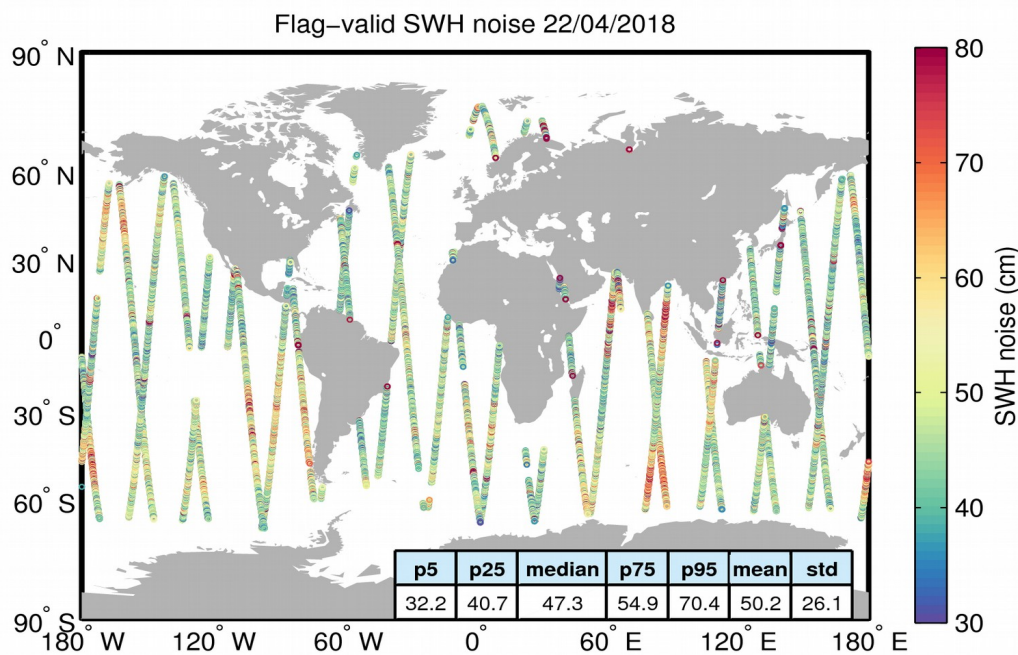 Flag−valid SWH noise 22/04/2018
90° N
60° N
30° N
0°
30° S
60° S
90° S
180° W
120° W
60° W
0°
60° E
120° E
180° E
p5 p25 median p75 p95 mean std
32.2 40.7 47.3 54.9 70.4 50.2 26.1
80
70
60
50
40
30
SWH noise (cm)